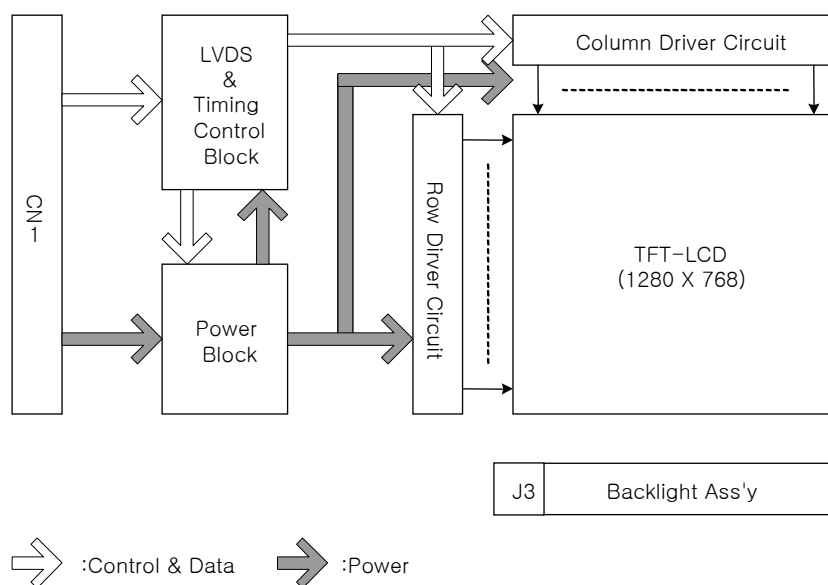 CN1
LVDS
&
Timing
Control
Block
Column Driver Circuit
Row Dirver Circuit
TFT-LCD
(1280 X 768)
Power
Block
J3
Backlight Ass'y
:Control & Data
:Power